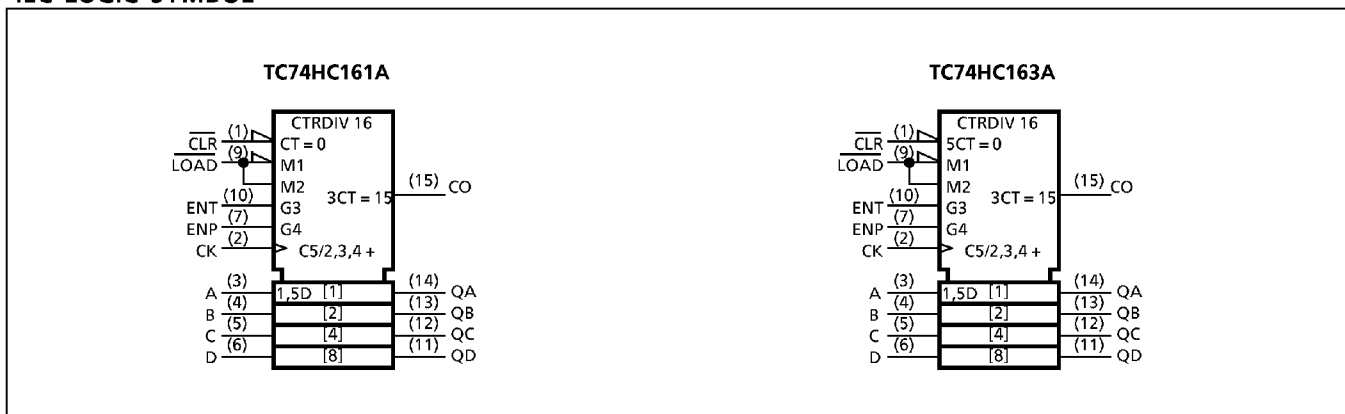 TC74HC161A
CTRDIV 16
CLR (1) CT = 0
LOAD (9) M1
M2
3CT = 15 (15) CO
ENT (10) G3
ENP (7) G4
CK (2) C5/2,3,4 +
A (3) 1,5D [1] (14) QA
B (4) [2] (13) QB
C (5) [4] (12) QC
D (6) [8] (11) QD
TC74HC163A
CTRDIV 16
CLR (1) 5CT = 0
LOAD (9) M1
M2
3CT = 15 (15) CO
ENT (10) G3
ENP (7) G4
CK (2) C5/2,3,4 +
A (3) 1,5D [1] (14) QA
B (4) [2] (13) QB
C (5) [4] (12) QC
D (6) [8] (11) QD